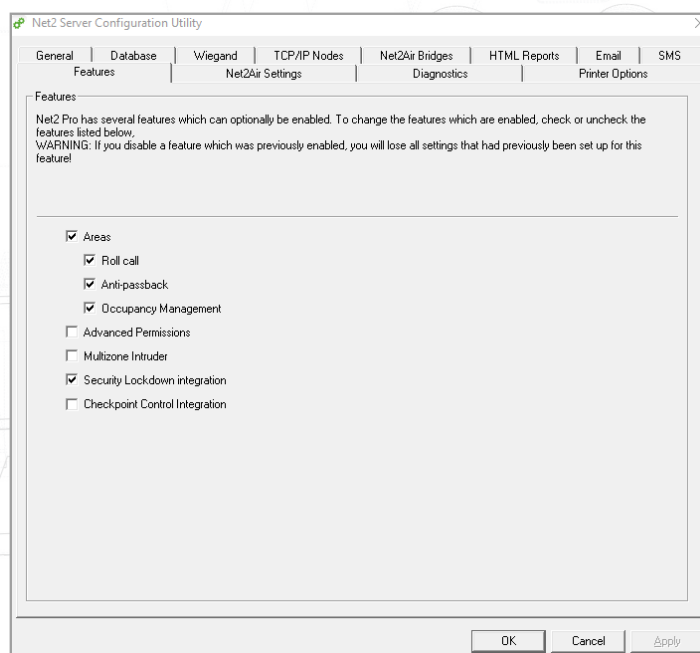 Net2 Server Configuration Utility
General Database Wiegand TCP/IP Nodes Net2Air Bridges HTML Reports Email SMS
Features Net2Air Settings Diagnostics Printer Options
Features
Net2 Pro has several features which can optionally be enabled. To change the features which are enabled, check or uncheck the
features listed below,
WARNING: If you disable a feature which was previously enabled, you will lose all settings that had previously been set up for this
feature!
Areas
Roll call
Anti-passback
Occupancy Management
Advanced Permissions
Multizone Intruder
Security Lockdown integration
Checkpoint Control Integration
OK Cancel Apply